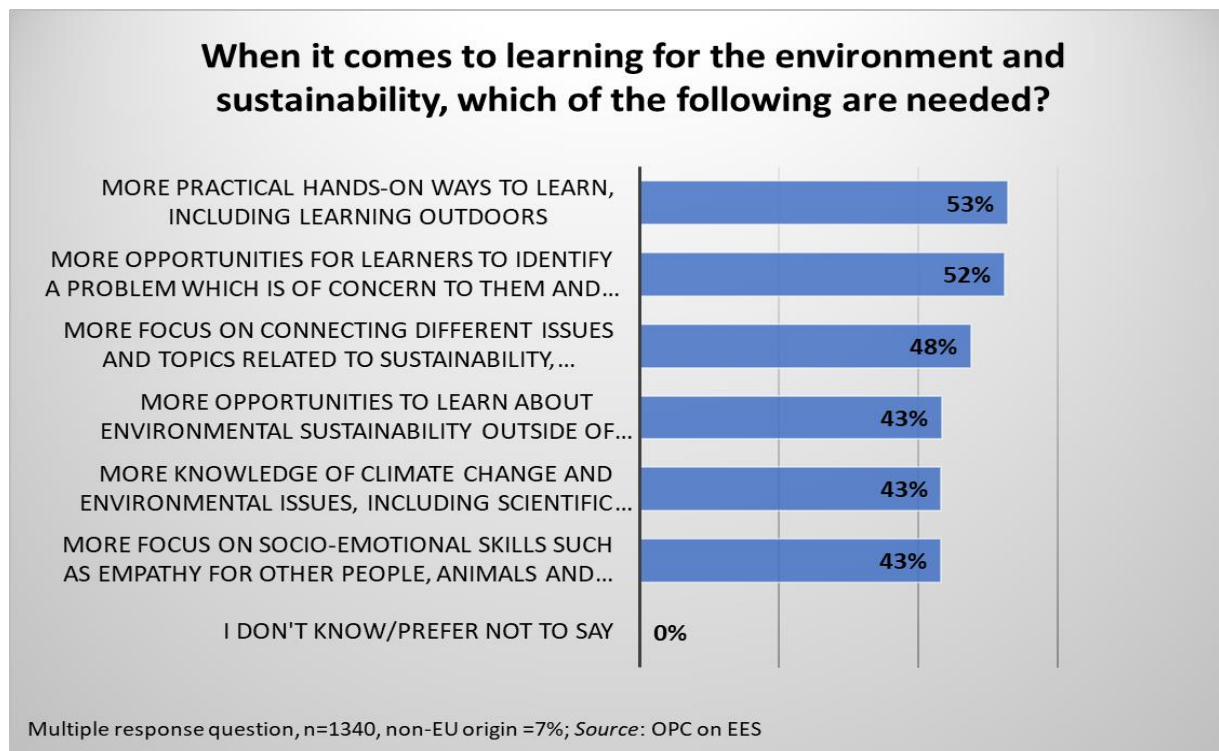 When it comes to learning for the environment and
sustainability, which of the following are needed?
MORE PRACTICAL HANDS-ON WAYS TO LEARN,
INCLUDING LEARNING OUTDOORS
53%
MORE OPPORTUNITIES FOR LEARNERS TO IDENTIFY
A PROBLEM WHICH IS OF CONCERN TO THEM AND...
52%
MORE FOCUS ON CONNECTING DIFFERENT ISSUES
AND TOPICS RELATED TO SUSTAINABILITY,...
48%
MORE OPPORTUNITIES TO LEARN ABOUT
ENVIRONMENTAL SUSTAINABILITY OUTSIDE OF...
43%
MORE KNOWLEDGE OF CLIMATE CHANGE AND
ENVIRONMENTAL ISSUES, INCLUDING SCIENTIFIC...
43%
MORE FOCUS ON SOCIO-EMOTIONAL SKILLS SUCH
AS EMPATHY FOR OTHER PEOPLE, ANIMALS AND...
43%
I DON'T KNOW/PREFER NOT TO SAY
0%
Multiple response question, n=1340, non-EU origin =7%; Source: OPC on EES